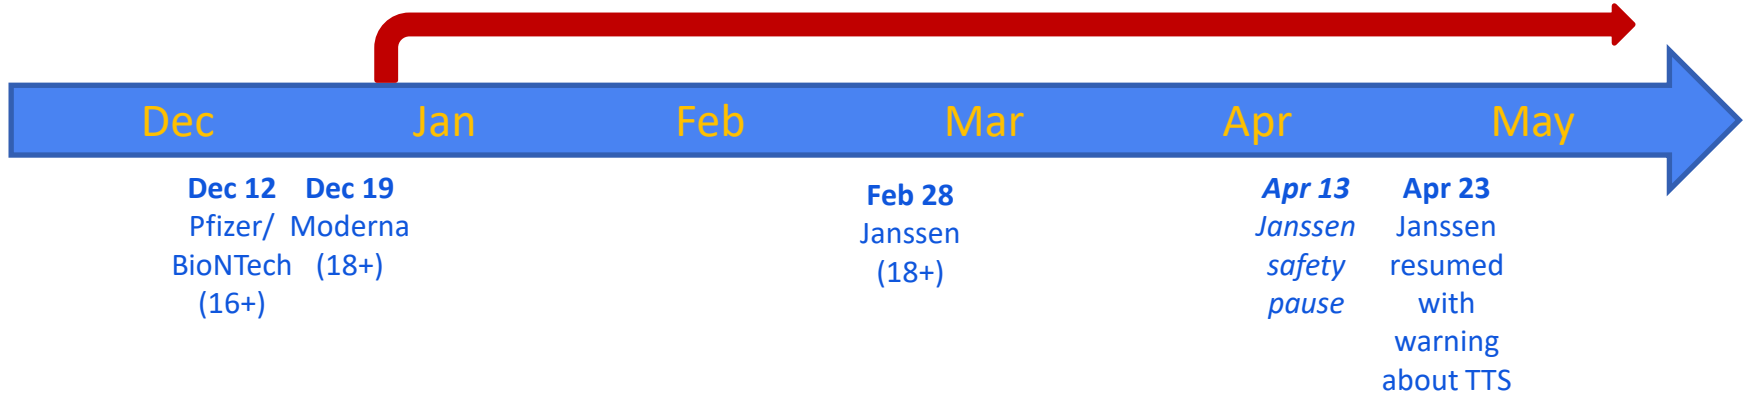 Dec Jan Feb Mar Apr May
Dec 12
Pfizer/
BioNTech
(16+)
Dec 19
Moderna
(18+)
Feb 28
Janssen
(18+)
Apr 13
Janssen
safety
pause
Apr 23
Janssen
resumed
with
warning
about TTS